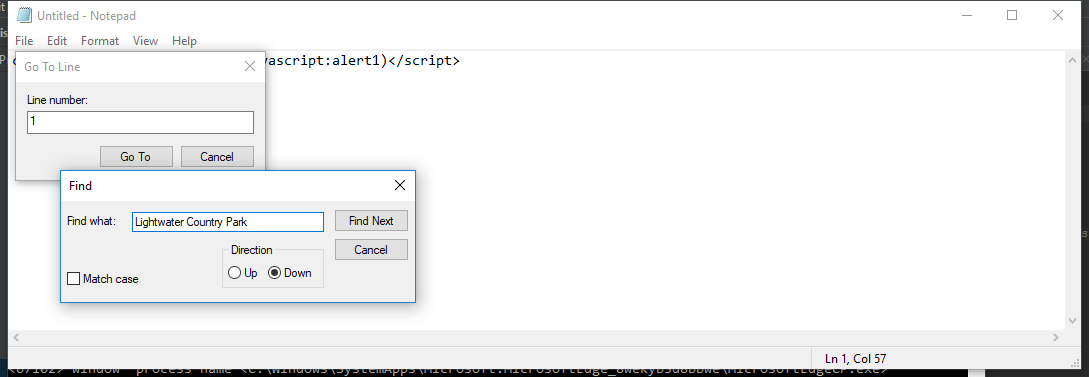 Untitled - Notepad
File Edit Format View Help
vascript:alert1)</script>
Go To Line
Line number:
1
Go To Cancel
Find
Find what: Lightwater Country Park Find Next
Cancel
Direction
Up Down
Match case
Ln 1, Col 57